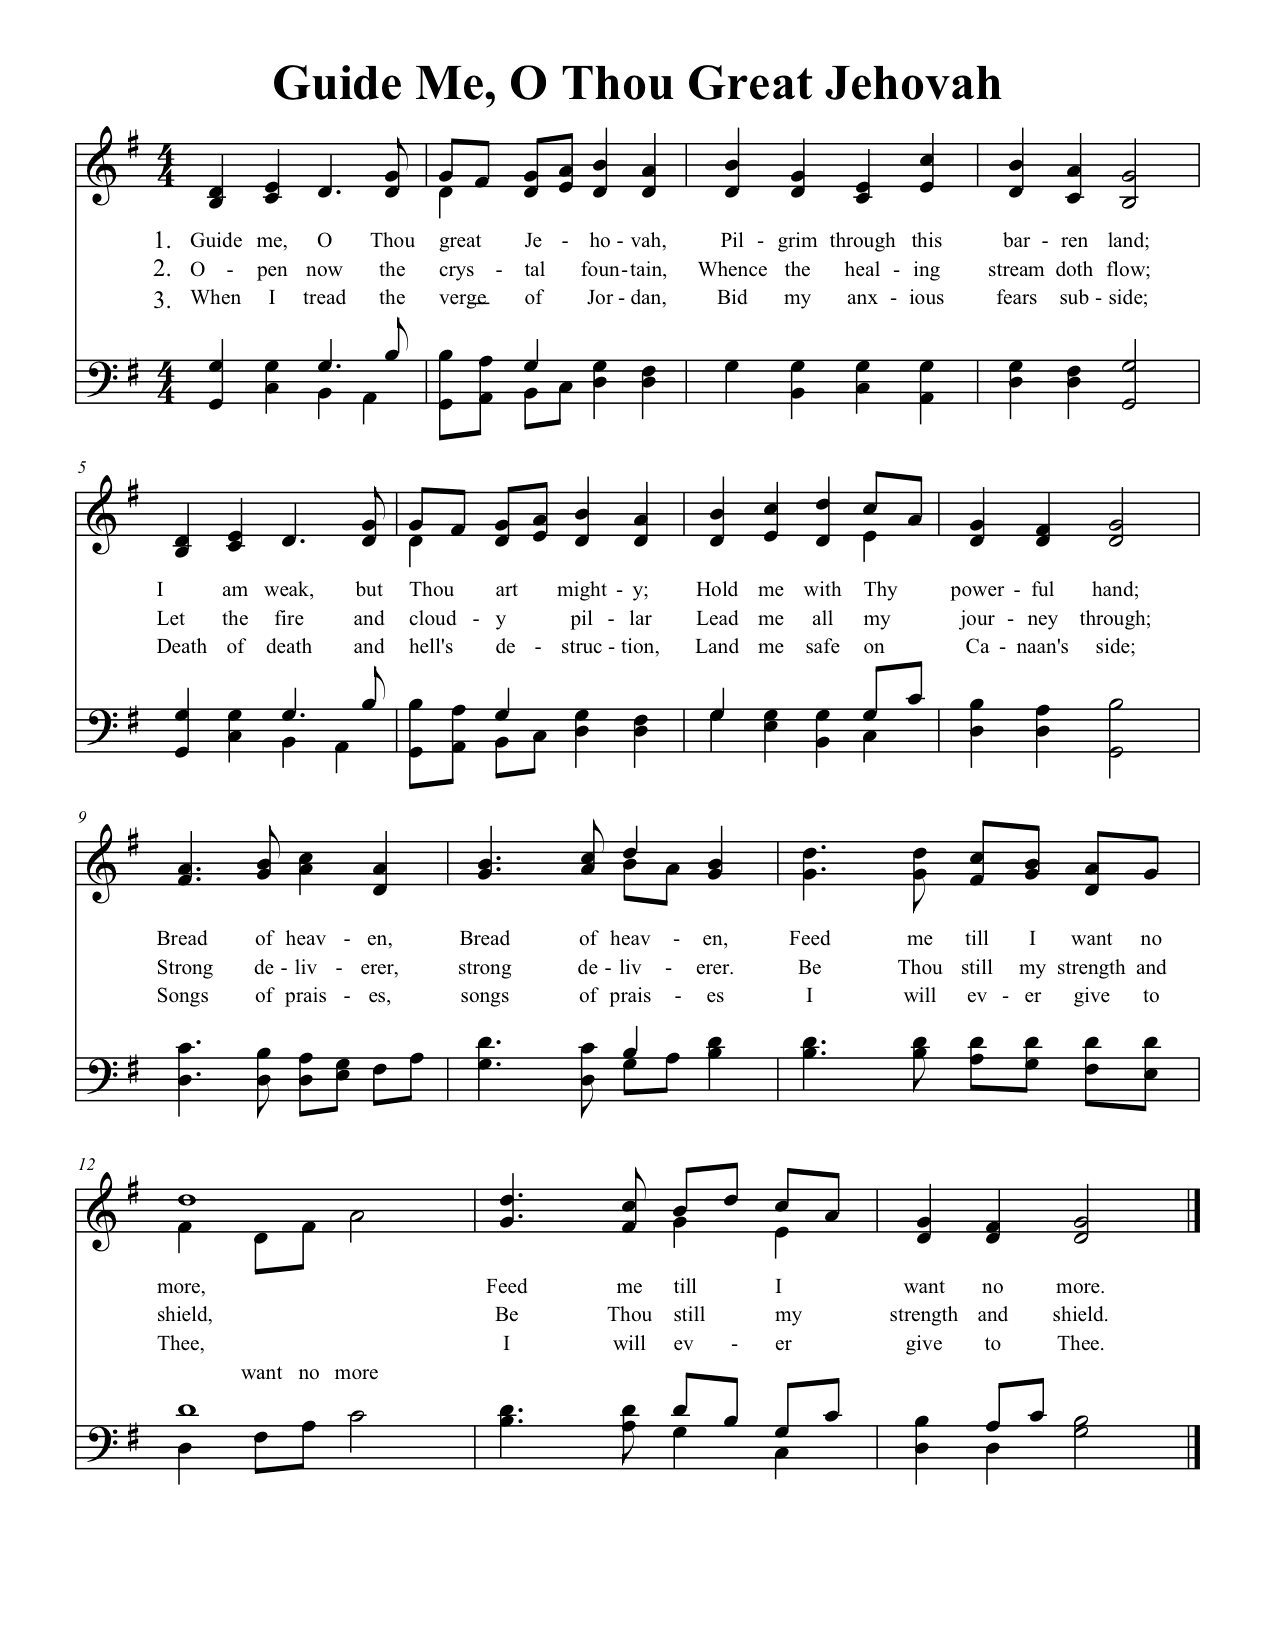 Guide Me, O Thou Great Jehovah
4 4
1. Guide me, O Thou great Je - ho - vah, Pil - grim through this bar - ren land;
2. O - pen now the crys - tal foun - tain, Whence the heal - ing stream doth flow;
3. When I tread the verge of Jor - dan, Bid my anx - ious fears sub - side;
4 4
5
I am weak, but Thou art might - y; Hold me with Thy power - ful hand;
Let the fire and cloud - y pil - lar Lead me all my jour - ney through;
Death of death and hell's de - struc - tion, Land me safe on Ca - naan's side;
9
Bread of heav - en, Bread of heav - en, Feed me till I want no
Strong de - liv - erer, strong de - liv - erer. Be Thou still my strength and
Songs of prais - es, songs of prais - es I will ev - er give to
12
more, Feed me till I want no more.
shield, Be Thou still my strength and shield.
Thee, I will ev - er give to Thee.
want no more